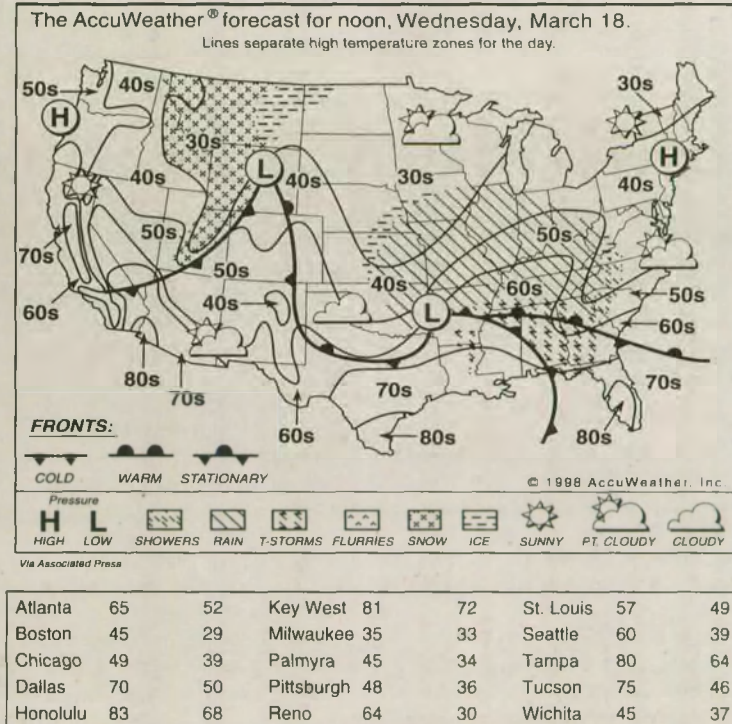 The AccuWeather® forecast for noon, Wednesday, March 18.
Lines separate high temperature zones for the day.
50s
40s
30s
H
30s
L
40s
30s
H
40s
40s
50s
50s
50s
70s
60s
40s
40s
L
60s
50s
60s
80s
70s
60s
70s
80s
80s
70s
FRONTS:
COLD WARM STATIONARY
© 1998 AccuWeather, Inc.
Pressure
H L
HIGH LOW SHOWERS RAIN T-STORMS FLURRIES SNOW ICE SUNNY PT. CLOUDY CLOUDY
Via Associated Press
Atlanta 65 52 Key West 81 72 St. Louis 57 49
Boston 45 29 Milwaukee 35 33 Seattle 60 39
Chicago 49 39 Palmyra 45 34 Tampa 80 64
Dallas 70 50 Pittsburgh 48 36 Tucson 75 46
Honolulu 83 68 Reno 64 30 Wichita 45 37